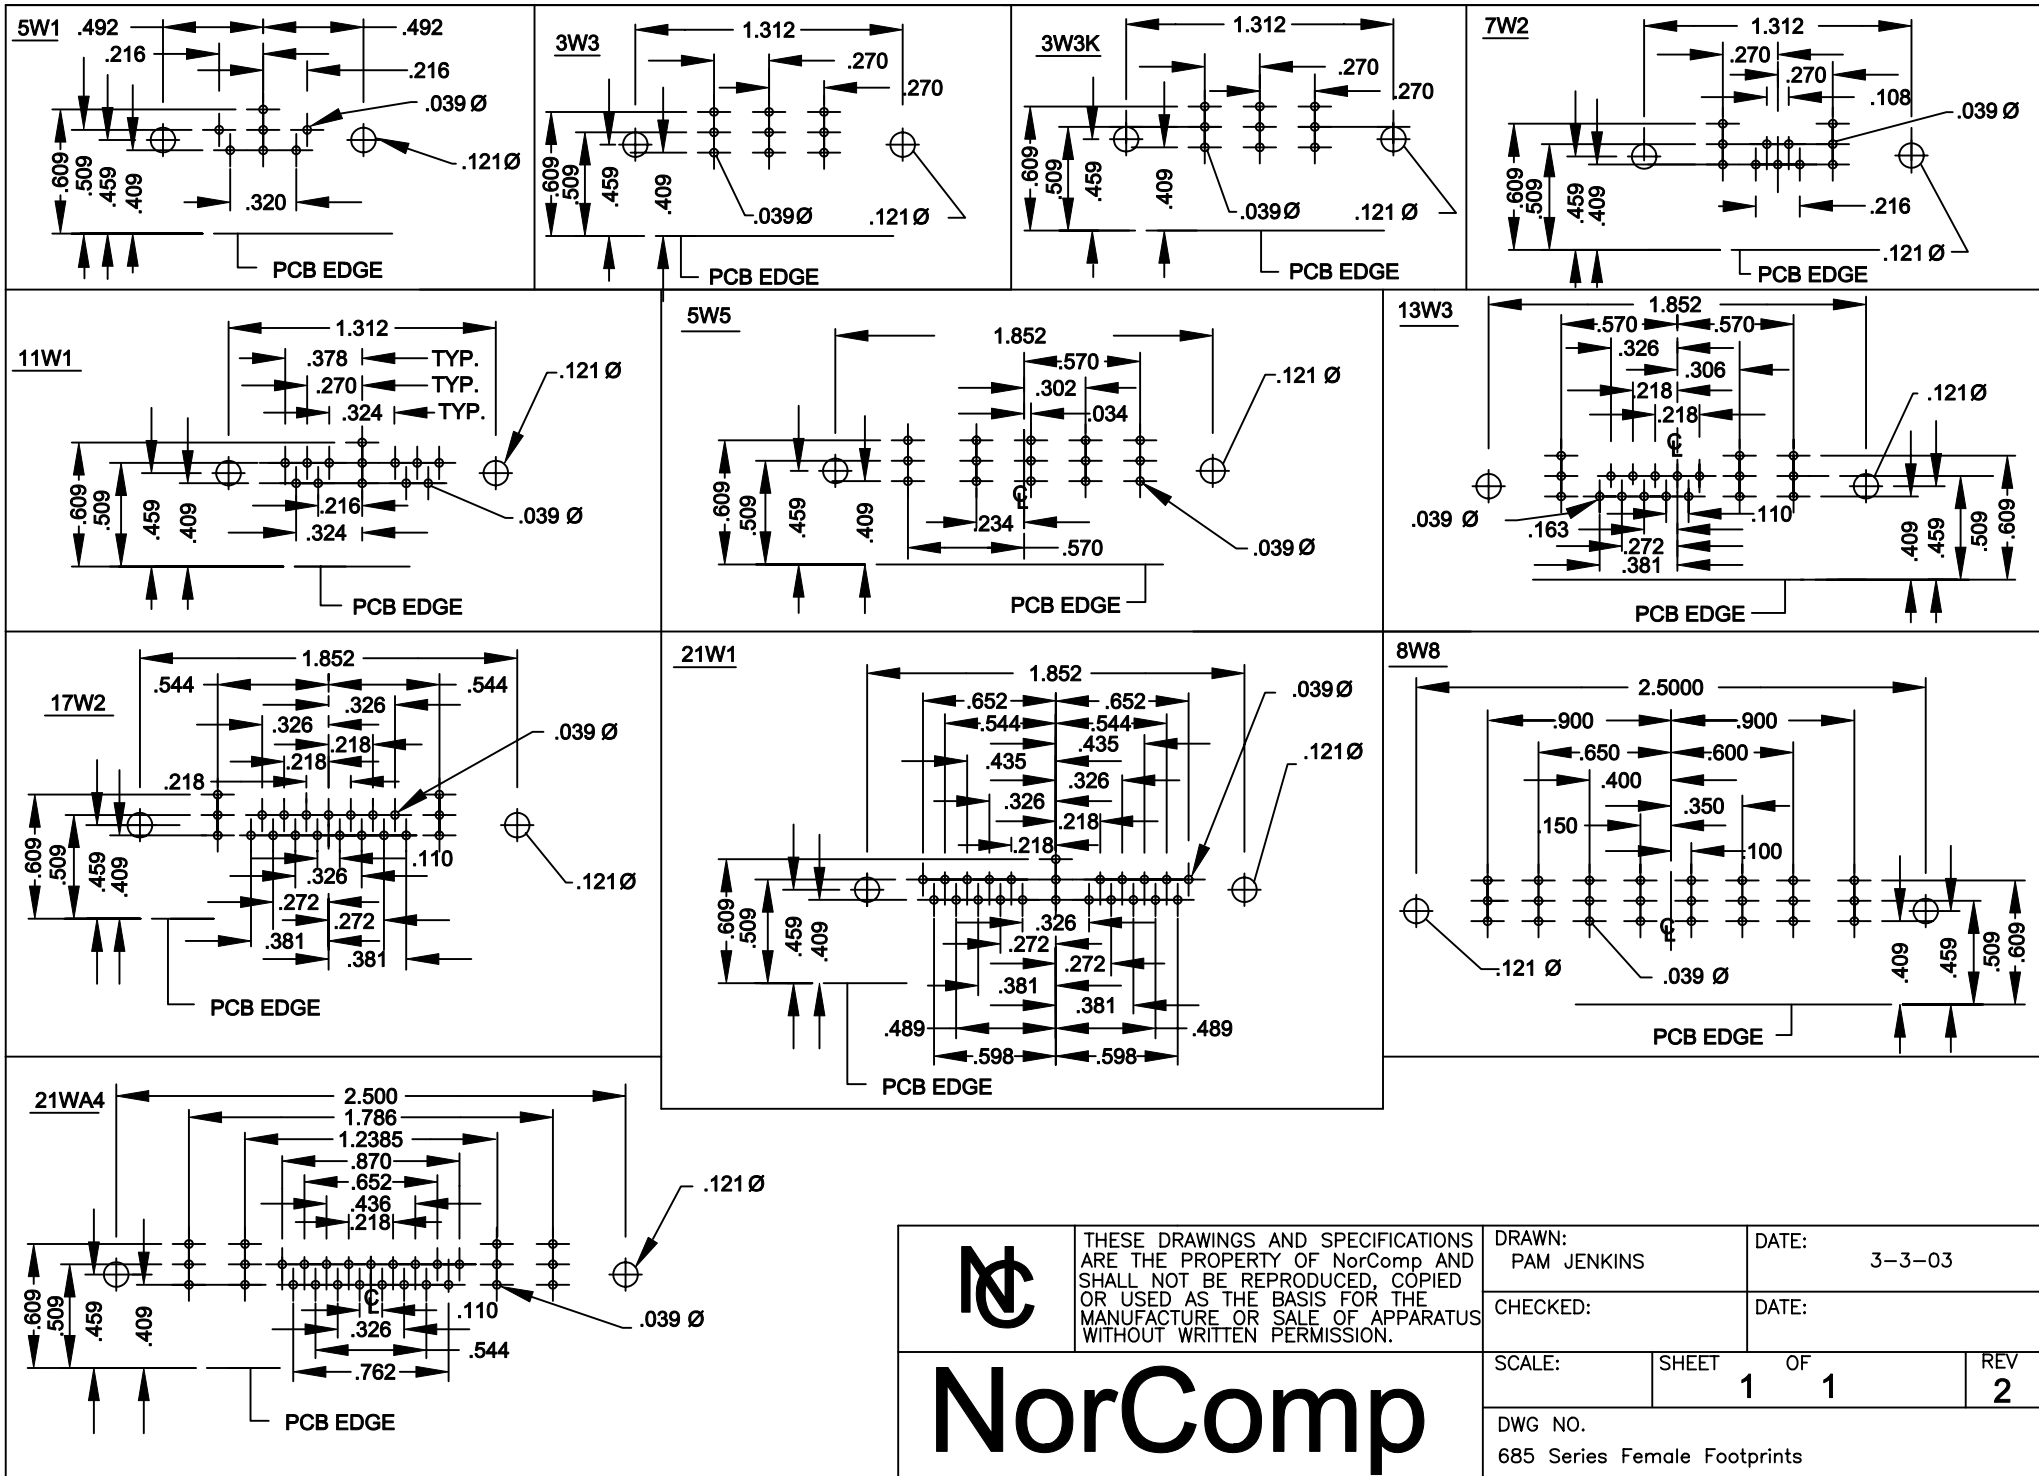 5W1
.492
.492
.216
.216
.039 Ø
.121Ø
.609
.509
.459
.409
.320
PCB EDGE
3W3
1.312
.270
.270
.609
.509
.459
.409
.039Ø
.121Ø
PCB EDGE
3W3K
1.312
.270
.270
.609
.509
.459
.409
.039Ø
.121 Ø
PCB EDGE
7W2
1.312
.270
.270
.108
.039 Ø
.609
.509
.459
.409
.216
.121 Ø
PCB EDGE
11W1
1.312
.378 TYP.
.270 TYP.
.324 TYP.
.121 Ø
.609
.509
.459
.409
.216
.324
.039 Ø
PCB EDGE
5W5
1.852
.570
.302
.034
.121 Ø
.609
.509
.459
.409
CL
.234
.570
.039 Ø
PCB EDGE
13W3
1.852
.570
.570
.326
.306
.218
.218
.121Ø
CL
.039 Ø
.163
.110
.272
.381
.409
.459
.509
.609
PCB EDGE
17W2
1.852
.544
.544
.326
.326
.218
.218
.218
.039 Ø
.609
.509
.459
.409
.110
.326
.272
.272
.381
.381
.121Ø
PCB EDGE
21W1
1.852
.652
.652
.544
.544
.435
.435
.326
.326
.218
.218
.039Ø
.121Ø
.609
.509
.459
.409
.326
.272
.272
.381
.381
.489
.489
.598
.598
PCB EDGE
8W8
2.5000
.900
.900
.650
.600
.400
.350
.150
.100
CL
.121 Ø
.039 Ø
.409
.459
.509
.609
PCB EDGE
21WA4
2.500
1.786
1.2385
.870
.652
.436
.218
.121Ø
.609
.509
.459
.409
CL
.110
.326
.544
.762
.039 Ø
PCB EDGE
NC
THESE DRAWINGS AND SPECIFICATIONS
ARE THE PROPERTY OF NorComp AND
SHALL NOT BE REPRODUCED, COPIED
OR USED AS THE BASIS FOR THE
MANUFACTURE OR SALE OF APPARATUS
WITHOUT WRITTEN PERMISSION.
DRAWN:
PAM JENKINS
DATE:
3-3-03
CHECKED:
DATE:
NorComp
SCALE:
SHEET 1 OF 1
REV
2
DWG NO.
685 Series Female Footprints